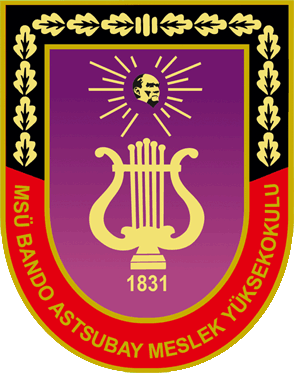 1831
MSÜ BANDO ASTSUBAY MESLEK YÜKSEKOKULU